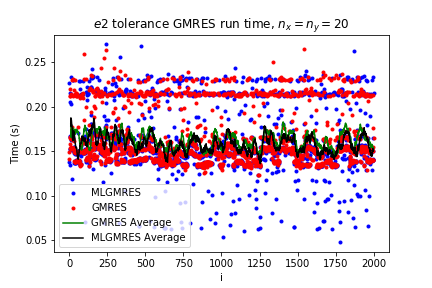 e2 tolerance GMRES run time, n_x = n_y = 20
Time (s)
0.25
0.20
0.15
0.10
0.05
MLGMRES
GMRES
GMRES Average
MLGMRES Average
0 250 500 750 1000 1250 1500 1750 2000
i